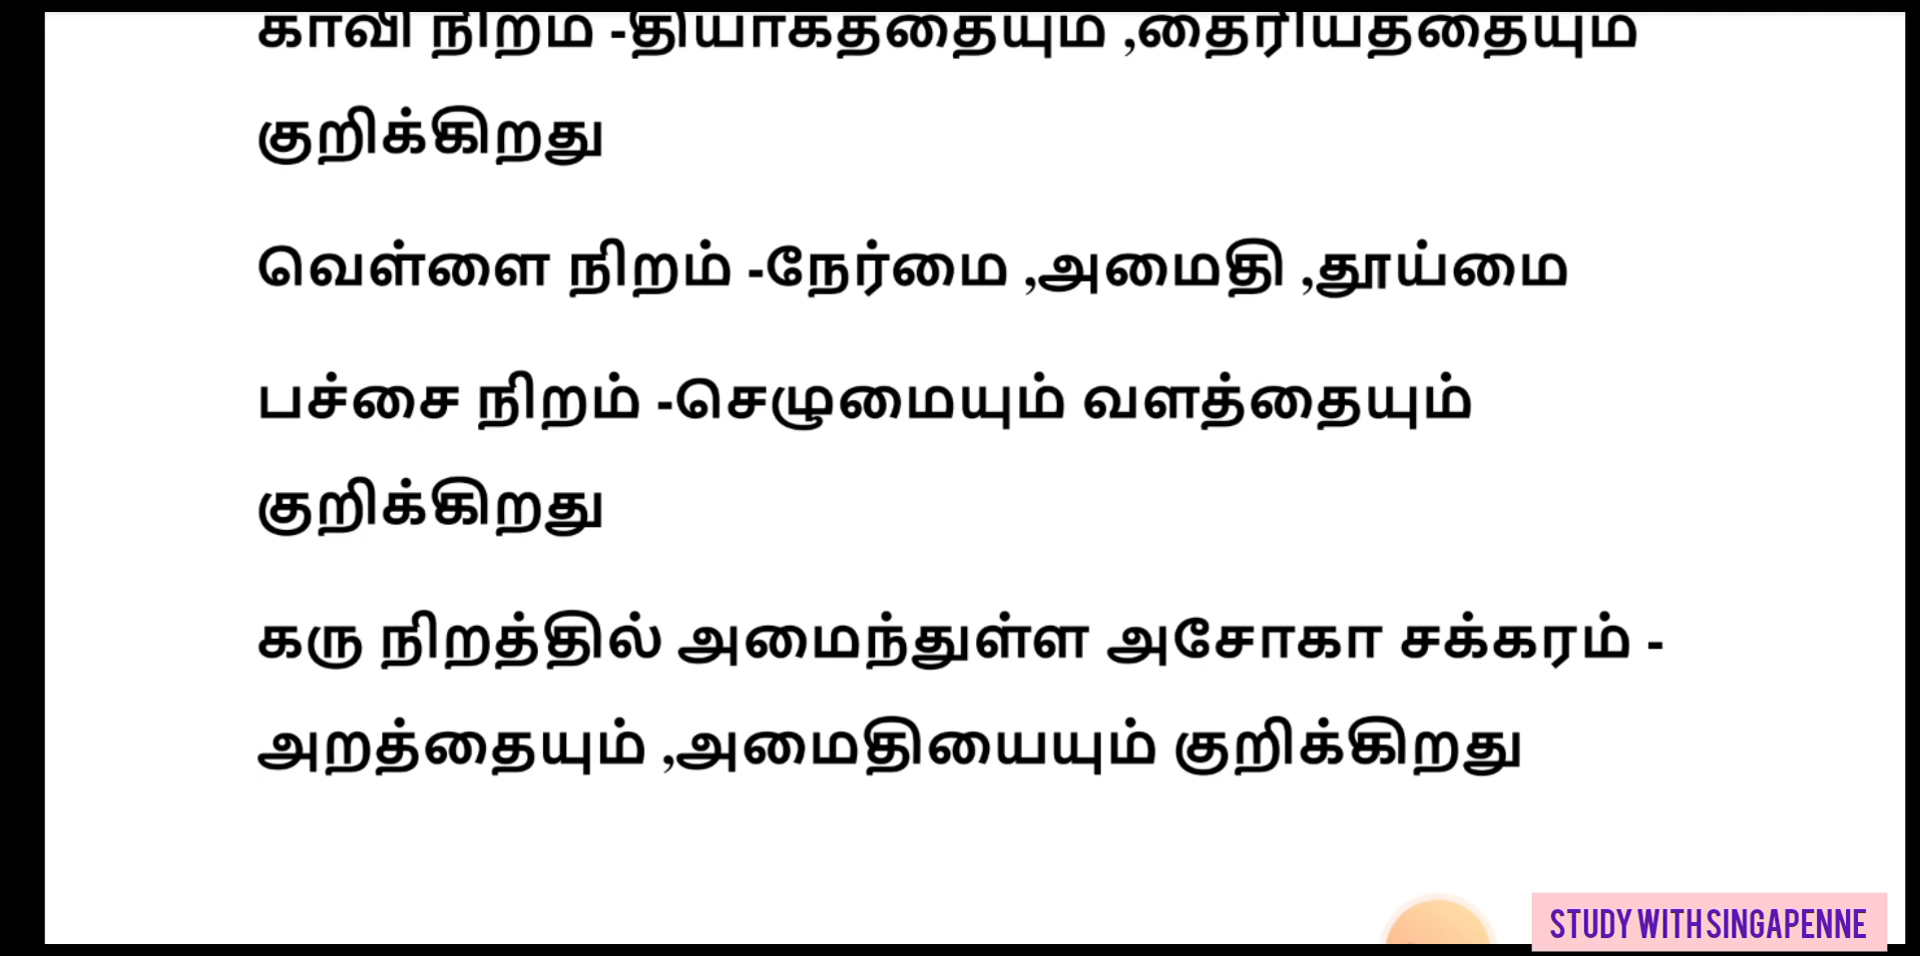 காவி நிறம் -தியாகத்தையும் ,தைரியத்தையும்
குறிக்கிறது
வெள்ளை நிறம் -நேர்மை ,அமைதி ,தூய்மை
பச்சை நிறம் -செழுமையும் வளத்தையும்
குறிக்கிறது
கரு நிறத்தில் அமைந்துள்ள அசோகா சக்கரம் -
அறத்தையும் ,அமைதியையும் குறிக்கிறது
STUDY WITH SINGAPENNE